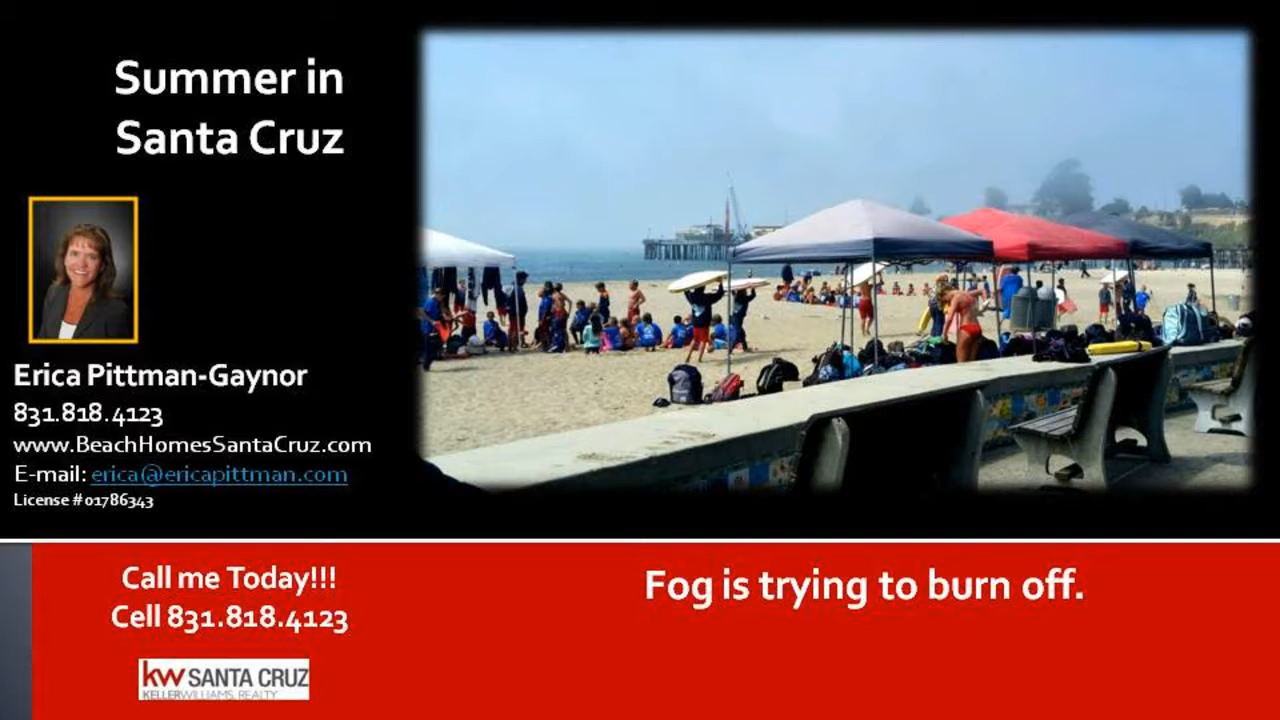 Summer in
Santa Cruz
Erica Pittman-Gaynor
831.818.4123
www.BeachHomesSantaCruz.com
E-mail: erica@ericapittman.com
License #01786343
Call me Today!!!
Cell 831.818.4123
kw SANTA CRUZ
KELLERWILLIAMS. REALTY
Fog is trying to burn off.